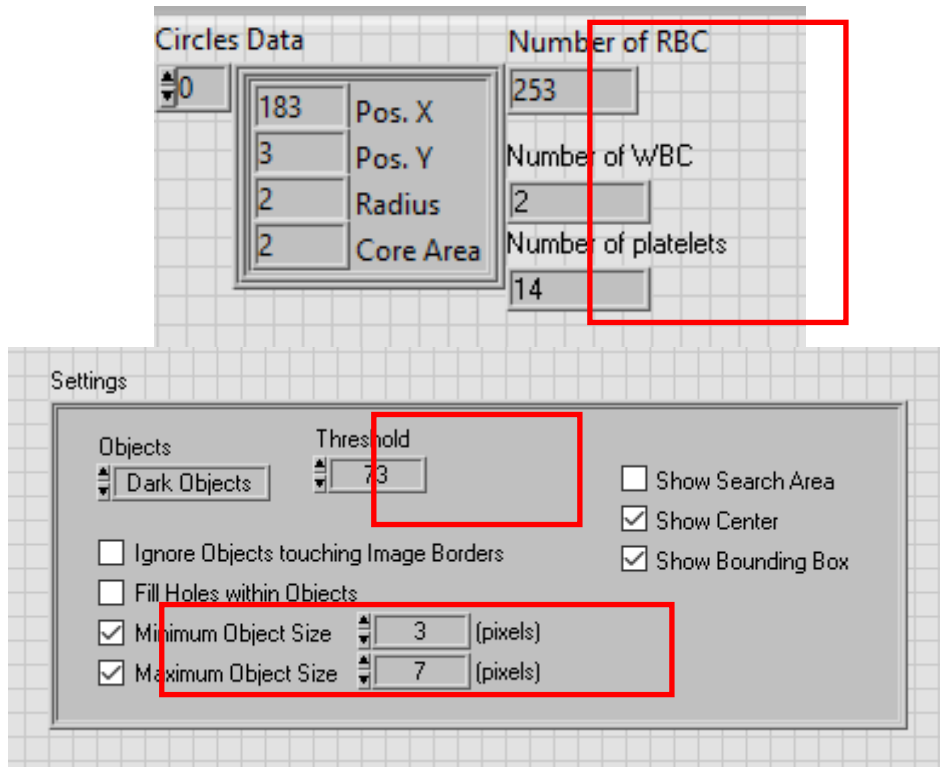 Circles Data
0
183 Pos. X
3 Pos. Y
2 Radius
2 Core Area
Number of RBC
253
Number of WBC
2
Number of platelets
14
Settings
Objects
Dark Objects
Threshold
73
Ignore Objects touching Image Borders
Fill Holes within Objects
Minimum Object Size 3 (pixels)
Maximum Object Size 7 (pixels)
Show Search Area
Show Center
Show Bounding Box